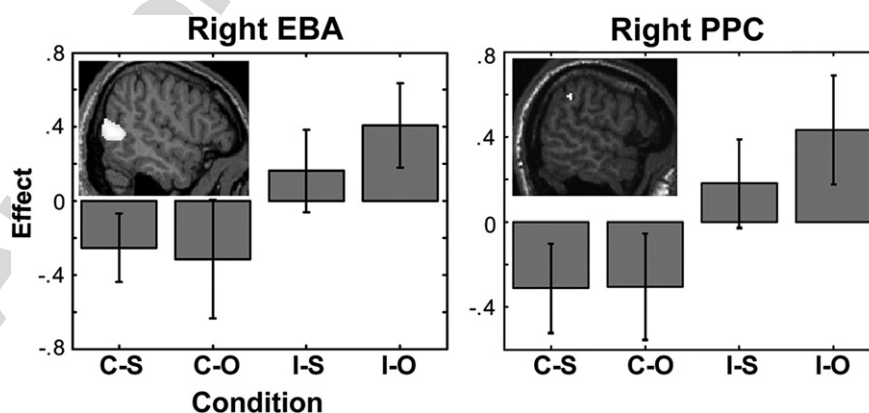 Right EBA
Right PPC
Effect
.8
.4
0
-.4
-.8
C-S
C-O
I-S
I-O
Condition
.8
.4
0
-.4
C-S
C-O
I-S
I-O